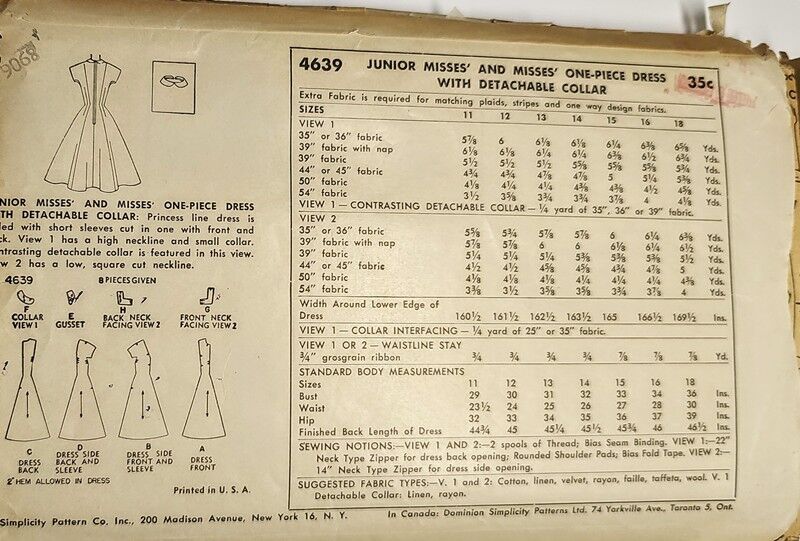 9068
4639 JUNIOR MISSES' AND MISSES' ONE-PIECE DRESS 35¢
WITH DETACHABLE COLLAR
Extra Fabric is required for matching plaids, stripes and one way design fabrics.
SIZES 11 12 13 14 15 16 18
VIEW 1
35" or 36" fabric 5⅞ 6 6⅛ 6⅛ 6¼ 6⅜ 6⅝ Yds.
39" fabric with nap 6⅛ 6⅛ 6¼ 6¼ 6⅜ 6½ 6¾ Yds.
39" fabric 5½ 5½ 5½ 5⅝ 5⅝ 5⅝ 5¾ Yds.
44" or 45" fabric 4¾ 4¾ 4⅞ 4⅞ 5 5¼ 5⅜ Yds.
50" fabric 4⅛ 4¼ 4¼ 4⅜ 4⅜ 4½ 4⅝ Yds.
54" fabric 3½ 3⅝ 3¾ 3¾ 3⅞ 4 4⅛ Yds.
VIEW 1 — CONTRASTING DETACHABLE COLLAR — ¼ yard of 35", 36" or 39" fabric.
VIEW 2
35" or 36" fabric 5⅝ 5¾ 5⅞ 5⅞ 6 6¼ 6⅜ Yds.
39" fabric with nap 5⅞ 5⅞ 6 6 6⅛ 6¼ 6½ Yds.
39" fabric 5¼ 5¼ 5¼ 5⅜ 5⅜ 5⅜ 5½ Yds.
44" or 45" fabric 4½ 4½ 4⅝ 4⅝ 4¾ 4⅞ 5 Yds.
50" fabric 4⅛ 4⅛ 4⅛ 4¼ 4¼ 4¼ 4⅜ Yds.
54" fabric 3⅜ 3½ 3⅝ 3⅝ 3¾ 3⅞ 4 Yds.
Width Around Lower Edge of
Dress 160½ 161½ 162½ 163½ 165 166½ 169½ Ins.
VIEW 1 — COLLAR INTERFACING — ¼ yard of 25" or 35" fabric.
VIEW 1 OR 2 — WAISTLINE STAY
¾" grosgrain ribbon ¾ ¾ ¾ ¾ ⅞ ⅞ ⅞ Yd.
STANDARD BODY MEASUREMENTS
Sizes 11 12 13 14 15 16 18
Bust 29 30 31 32 33 34 36 Ins.
Waist 23½ 24 25 26 27 28 30 Ins.
Hip 32 33 34 35 36 37 39 Ins.
Finished Back Length of Dress 44¾ 45 45¼ 45½ 45¾ 46 46½ Ins.
SEWING NOTIONS:—VIEW 1 AND 2:—2 spools of Thread; Bias Seam Binding. VIEW 1:—22"
Neck Type Zipper for dress back opening; Rounded Shoulder Pads; Bias Fold Tape. VIEW 2:—
14" Neck Type Zipper for dress side opening.
SUGGESTED FABRIC TYPES:—V. 1 and 2: Cotton, linen, velvet, rayon, faille, taffeta, wool. V. 1
Detachable Collar: Linen, rayon.
NIOR MISSES' AND MISSES' ONE-PIECE DRESS
TH DETACHABLE COLLAR: Princess line dress is
led with short sleeves cut in one with front and
ck. View 1 has a high neckline and small collar.
ntrasting detachable collar is featured in this view.
w 2 has a low, square cut neckline.
4639 8 PIECES GIVEN
F
COLLAR
VIEW 1
E
GUSSET
H
BACK NECK
FACING VIEW 2
G
FRONT NECK
FACING VIEW 2
C
DRESS
BACK
D
DRESS SIDE
BACK AND
SLEEVE
B
DRESS SIDE
FRONT AND
SLEEVE
A
DRESS
FRONT
2" HEM ALLOWED IN DRESS
Printed in U. S. A.
Simplicity Pattern Co. Inc., 200 Madison Avenue, New York 16, N. Y.
In Canada: Dominion Simplicity Patterns Ltd. 74 Yorkville Ave., Toronto 5, Ont.